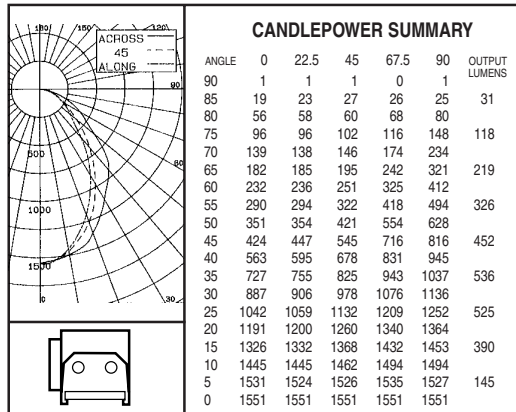 180 150 120
ACROSS
45
ALONG
90
500
60
1000
1500
0 30
CANDLEPOWER SUMMARY
ANGLE 0 22.5 45 67.5 90 OUTPUT LUMENS
90 1 1 1 0 1
85 19 23 27 26 25 31
80 56 58 60 68 80
75 96 96 102 116 148 118
70 139 138 146 174 234
65 182 185 195 242 321 219
60 232 236 251 325 412
55 290 294 322 418 494 326
50 351 354 421 554 628
45 424 447 545 716 816 452
40 563 595 678 831 945
35 727 755 825 943 1037 536
30 887 906 978 1076 1136
25 1042 1059 1132 1209 1252 525
20 1191 1200 1260 1340 1364
15 1326 1332 1368 1432 1453 390
10 1445 1445 1462 1494 1494
5 1531 1524 1526 1535 1527 145
0 1551 1551 1551 1551 1551